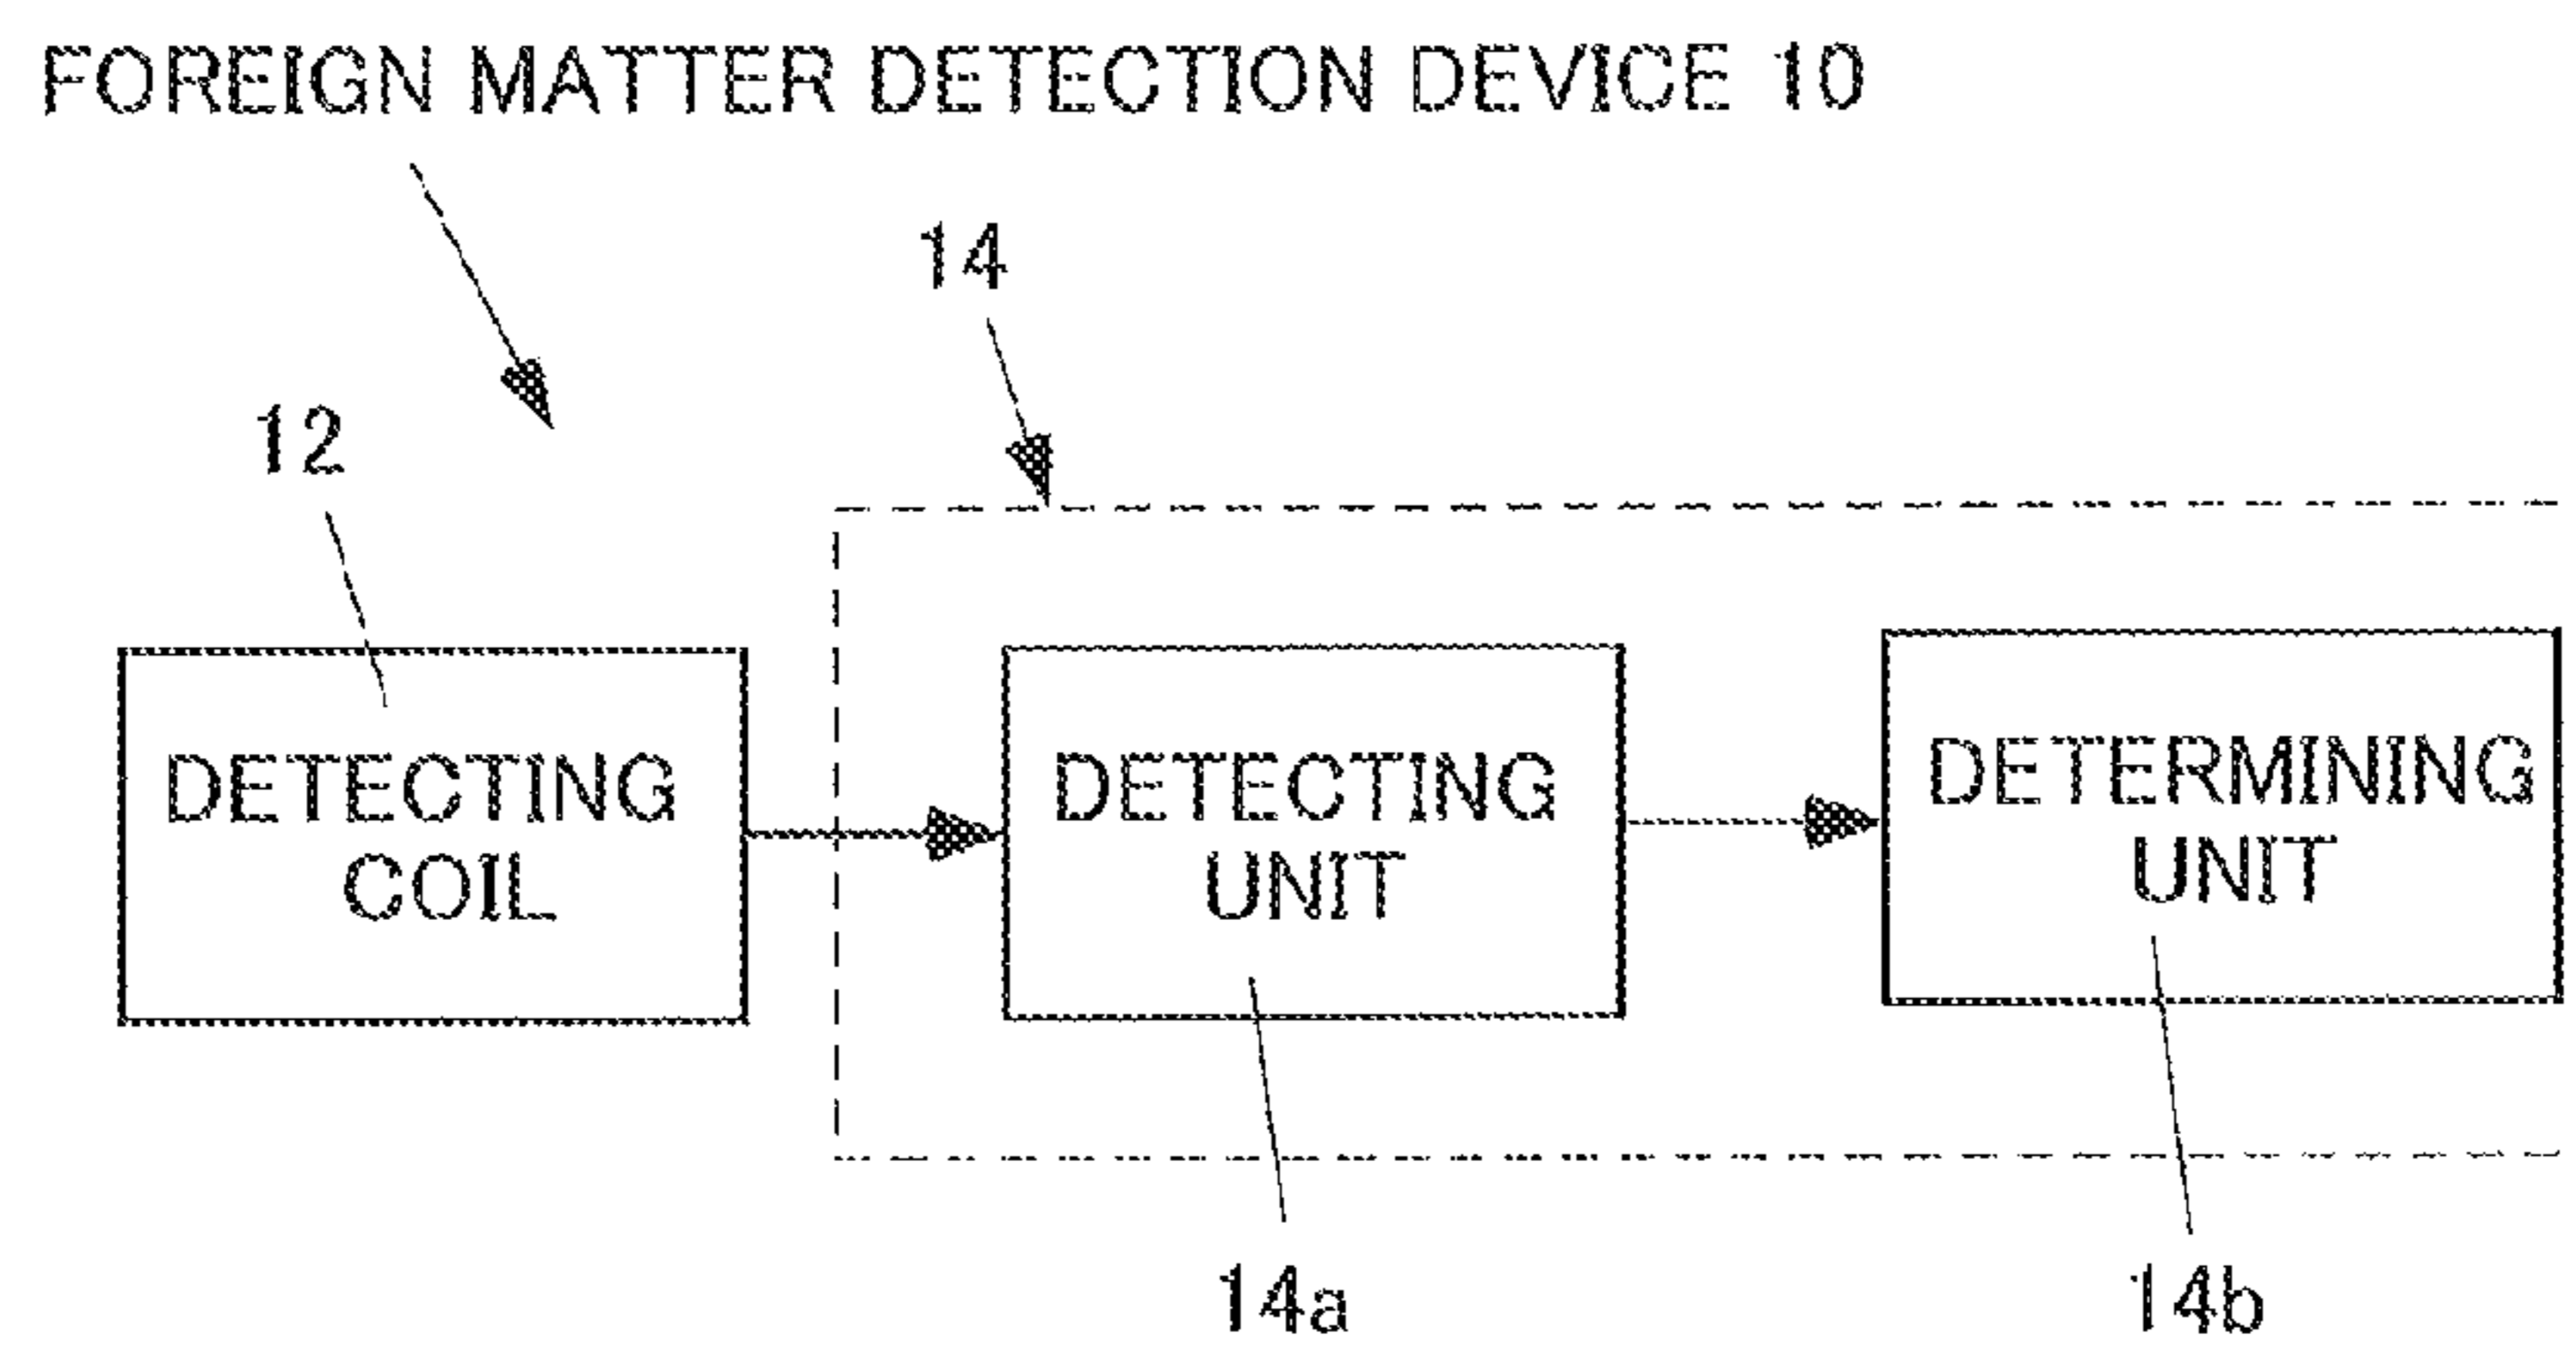 FOREIGN MATTER DETECTION DEVICE 10
14
12
DETECTING
COIL
DETECTING
UNIT
DETERMINING
UNIT
14a
14b